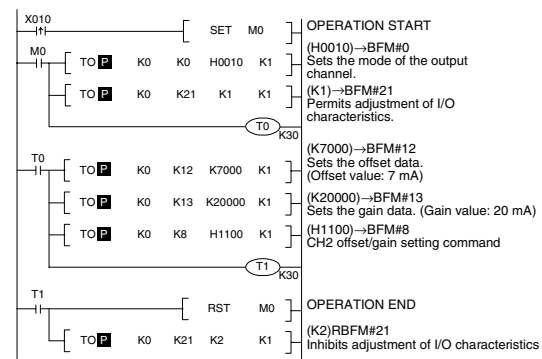 X010
SET M0 OPERATION START
M0
TO P K0 K0 H0010 K1 (H0010)→BFM#0
Sets the mode of the output
channel.
TO P K0 K21 K1 K1 (K1)→BFM#21
Permits adjustment of I/O
characteristics.
T0 K30
T0
TO P K0 K12 K7000 K1 (K7000)→BFM#12
Sets the offset data.
(Offset value: 7 mA)
TO P K0 K13 K20000 K1 (K20000)→BFM#13
Sets the gain data. (Gain value: 20 mA)
TO P K0 K8 H1100 K1 (H1100)→BFM#8
CH2 offset/gain setting command
T1 K30
T1
RST M0 OPERATION END
TO P K0 K21 K2 K1 (K2)RBFM#21
Inhibits adjustment of I/O characteristics